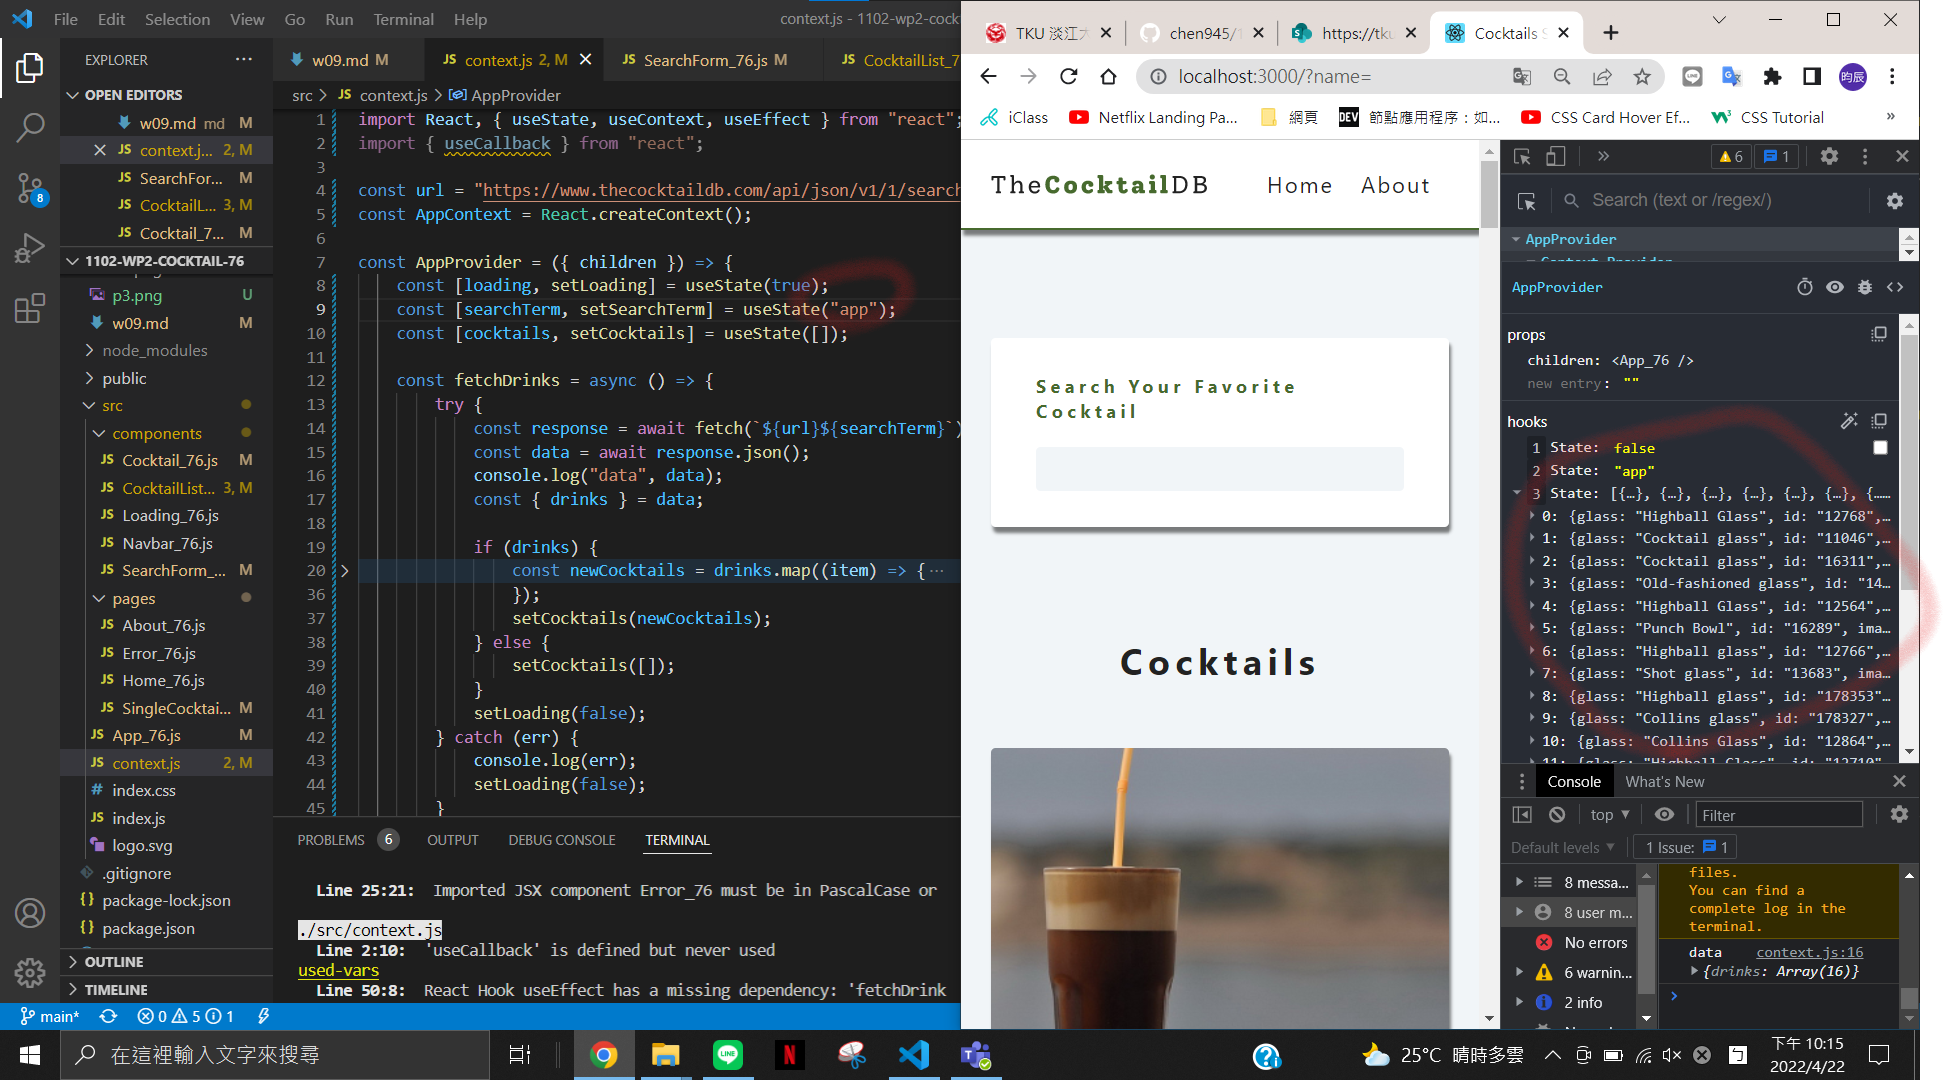 File Edit Selection View Go Run Terminal Help
context.js - 1102-wp2-cock
EXPLORER
OPEN EDITORS
w09.md md M
context.j... 2, M
SearchFor... M
CocktailL... 3, M
Cocktail_7... M
8
1102-WP2-COCKTAIL-76
p3.png U
w09.md M
node_modules
public
src
components
Cocktail_76.js M
CocktailList... 3, M
Loading_76.js
Navbar_76.js
SearchForm_... M
pages
About_76.js
Error_76.js
Home_76.js
SingleCocktai... M
App_76.js M
context.js 2, M
index.css
index.js
logo.svg
.gitignore
package-lock.json
package.json
OUTLINE
TIMELINE
w09.md M
context.js 2, M
SearchForm_76.js M
CocktailList_7
src > context.js > AppProvider
1 import React, { useState, useContext, useEffect } from "react";
2 import { useCallback } from "react";
3
4 const url = "https://www.thecocktaildb.com/api/json/v1/1/search
5 const AppContext = React.createContext();
6
7 const AppProvider = ({ children }) => {
8 const [loading, setLoading] = useState(true);
9 const [searchTerm, setSearchTerm] = useState("app");
10 const [cocktails, setCocktails] = useState([]);
11
12 const fetchDrinks = async () => {
13 try {
14 const response = await fetch(`${url}${searchTerm}`)
15 const data = await response.json();
16 console.log("data", data);
17 const { drinks } = data;
18
19 if (drinks) {
20 const newCocktails = drinks.map((item) => {...
36 });
37 setCocktails(newCocktails);
38 } else {
39 setCocktails([]);
40 }
41 setLoading(false);
42 } catch (err) {
43 console.log(err);
44 setLoading(false);
45 }
PROBLEMS 6 OUTPUT DEBUG CONSOLE TERMINAL
Line 25:21: Imported JSX component Error_76 must be in PascalCase or
./src/context.js
Line 2:10: 'useCallback' is defined but never used
used-vars
Line 50:8: React Hook useEffect has a missing dependency: 'fetchDrink
main* 0 5 1
TKU 淡江
chen945/
https://tku
Cocktails S
localhost:3000/?name=
昀辰
iClass
Netflix Landing Pa...
網頁
DEV 節點應用程序：如...
CSS Card Hover Ef...
CSS Tutorial
»
TheCocktailDB
Home About
Search Your Favorite
Cocktail
Cocktails
6 1
Search (text or /regex/)
AppProvider
AppProvider
props
children: <App_76 />
new entry: ""
hooks
1 State: false
2 State: "app"
3 State: [{…}, {…}, {…}, {…}, {…}, {…}, {……
0: {glass: "Highball Glass", id: "12768",…
1: {glass: "Cocktail glass", id: "11046",…
2: {glass: "Cocktail glass", id: "16311",…
3: {glass: "Old-fashioned glass", id: "14…
4: {glass: "Highball Glass", id: "12564",…
5: {glass: "Punch Bowl", id: "16289", ima…
6: {glass: "Highball glass", id: "12766",…
7: {glass: "Shot glass", id: "13683", ima…
8: {glass: "Highball glass", id: "178353"…
9: {glass: "Collins glass", id: "178327",…
10: {glass: "Collins Glass", id: "12864",…
11: {glass: "Highball Glass", id: "12710",
Console What's New
top Filter
Default levels 1 Issue: 1
8 messa...
8 user m...
No errors
6 warnin...
2 info
files.
You can find a
complete log in the
terminal.
data context.js:16
{drinks: Array(16)}
在這裡輸入文字來搜尋
LINE
25°C 晴時多雲
下午 10:15
2022/4/22